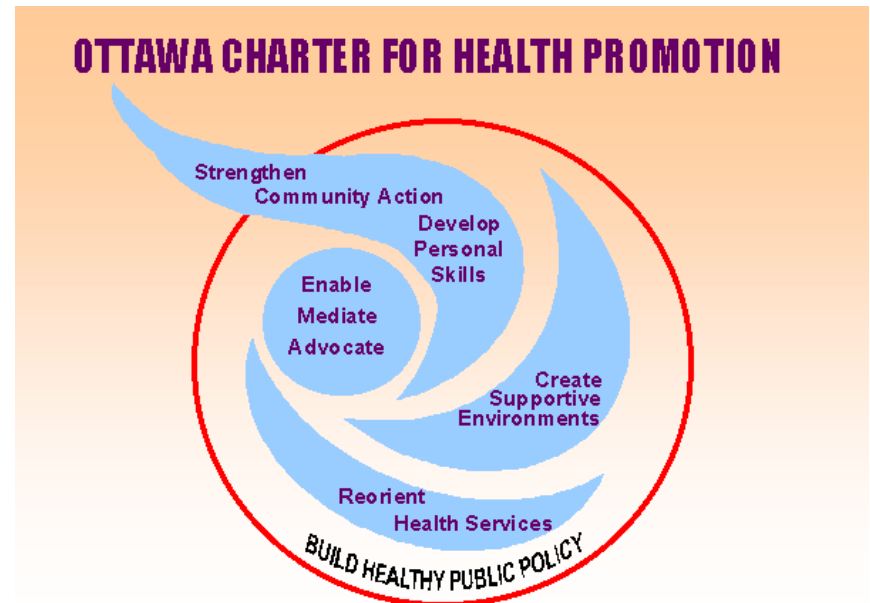 OTTAWA CHARTER FOR HEALTH PROMOTION
Strengthen
Community Action
Develop
Personal
Skills
Enable
Mediate
Advocate
Create
Supportive
Environments
Reorient
Health Services
BUILD HEALTHY PUBLIC POLICY